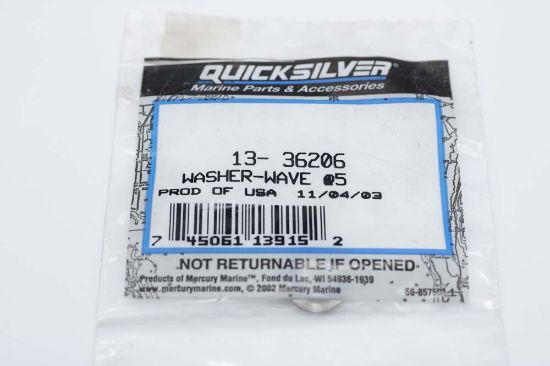 QUICKSILVER
Marine Parts & Accessories
13- 36206
WASHER-WAVE @5
PROD OF USA 11/04/03
7 45061 13915 2
NOT RETURNABLE IF OPENED
Products of Mercury Marine™, Fond du Lac, WI 54936-1939
www.mercurymarine.com © 2002 Mercury Marine